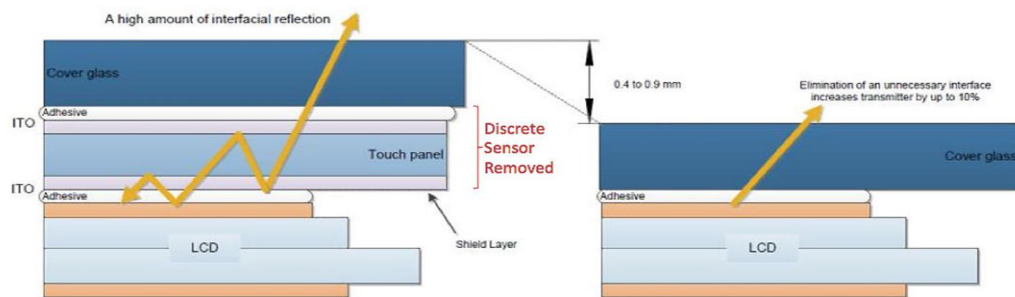 A high amount of interfacial reflection
Cover glass
Adhesive
ITO
Touch panel
ITO
Adhesive
Shield Layer
LCD
Discrete
Sensor
Removed
0.4 to 0.9 mm
Elimination of an unnecessary interface
increases transmitter by up to 10%
Cover glass
Adhesive
LCD